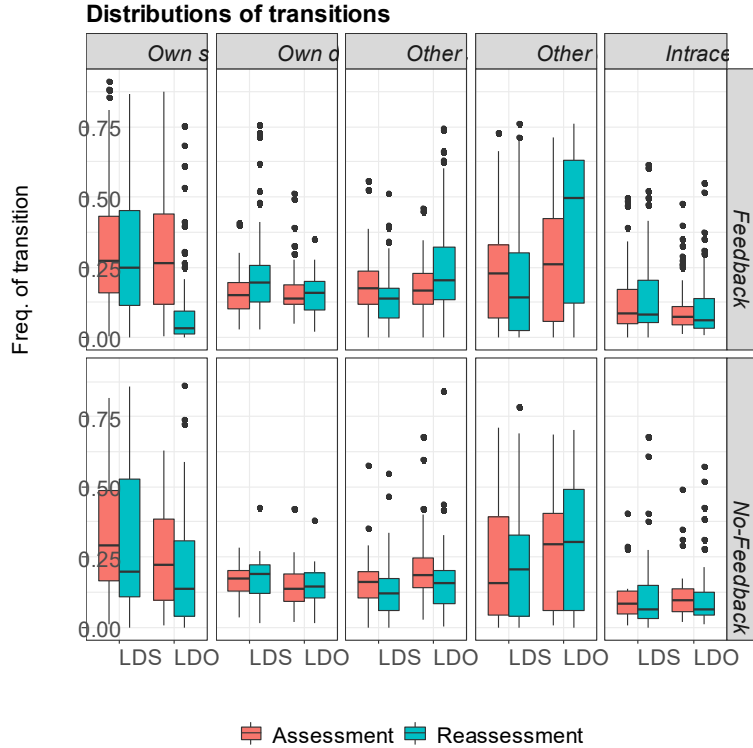 Distributions of transitions
Own s
Own d
Other
Other
Intrace
Freq. of transition
0.75
0.50
0.25
0.00
Feedback
0.75
0.50
0.25
0.00
No-Feedback
LDS LDO LDS LDO LDS LDO LDS LDO LDS LDO
Assessment Reassessment